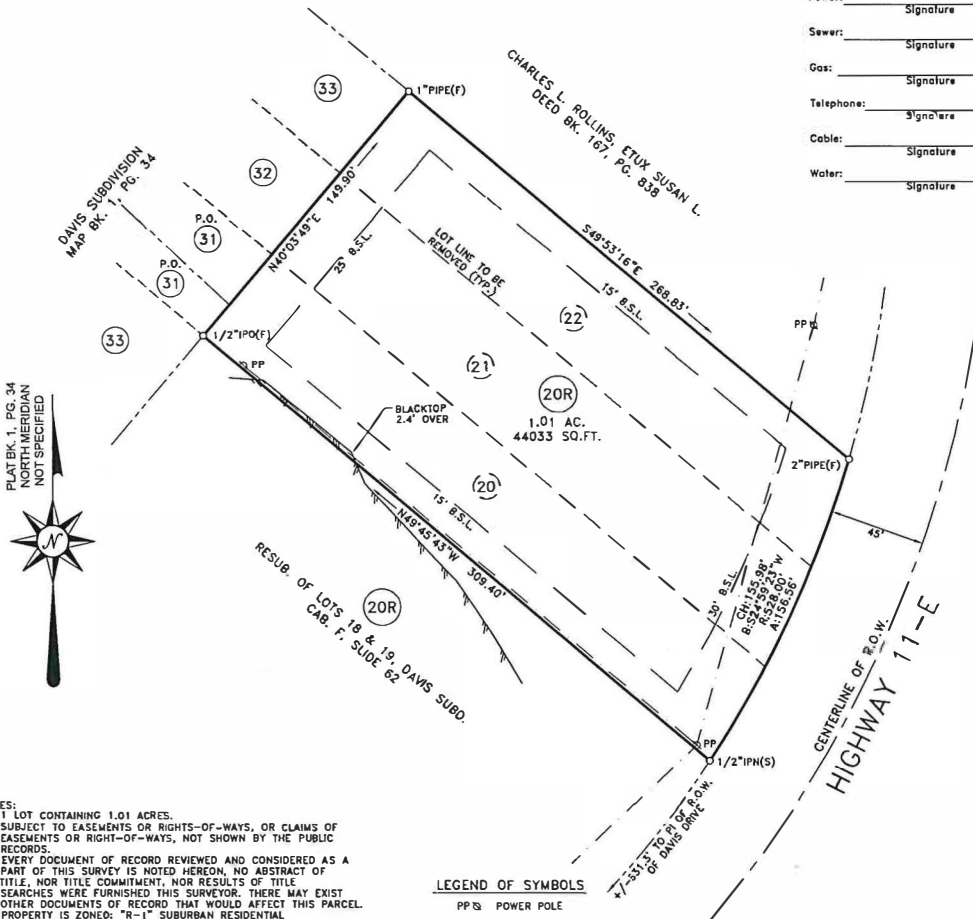 Signature
Sewer:
Signature
Gas:
Signature
Telephone:
Signature
Cable:
Signature
Water:
Signature
33
1"PIPE(F)
CHARLES L. ROLLINS, ETUX SUSAN L.
DEED BK. 167, PG. 838
32
DAVIS SUBDIVISION
MAP BK. 1, PG. 34
P.O.
31
P.O.
31
N40°03'49"E 149.90'
25' B.S.L.
LOT LINE TO BE
REMOVED (TYP.)
S49°53'16"E 268.83'
15' B.S.L.
22
PP
33
1/2"IPO(F)
PP
21
20R
1.01 AC.
44033 SQ.FT.
BLACKTOP
2.4' OVER
2"PIPE(F)
PLAT BK. 1, PG. 34
NORTH MERIDIAN
NOT SPECIFIED
N
20
15' B.S.L.
N49°45'43"W 309.40'
45'
30' B.S.L.
CH:155.98'
B:S24°59'23"W
R:528.00'
A:156.56'
RESUB. OF LOTS 18 & 19, DAVIS SUBD.
CAB. F, SLIDE 62
20R
CENTERLINE OF R.O.W.
HIGHWAY 11-E
PP
1/2"IPN(S)
+/-531.3' TO PI OF R.O.W.
OF DAVIS DRIVE
ES:
1 LOT CONTAINING 1.01 ACRES.
SUBJECT TO EASEMENTS OR RIGHTS-OF-WAYS, OR CLAIMS OF
EASEMENTS OR RIGHT-OF-WAYS, NOT SHOWN BY THE PUBLIC
RECORDS.
EVERY DOCUMENT OF RECORD REVIEWED AND CONSIDERED AS A
PART OF THIS SURVEY IS NOTED HEREON, NO ABSTRACT OF
TITLE, NOR TITLE COMMITMENT, NOR RESULTS OF TITLE
SEARCHES WERE FURNISHED THIS SURVEYOR. THERE MAY EXIST
OTHER DOCUMENTS OF RECORD THAT WOULD AFFECT THIS PARCEL.
PROPERTY IS ZONED: "R-1" SUBURBAN RESIDENTIAL
LEGEND OF SYMBOLS
PP POWER POLE